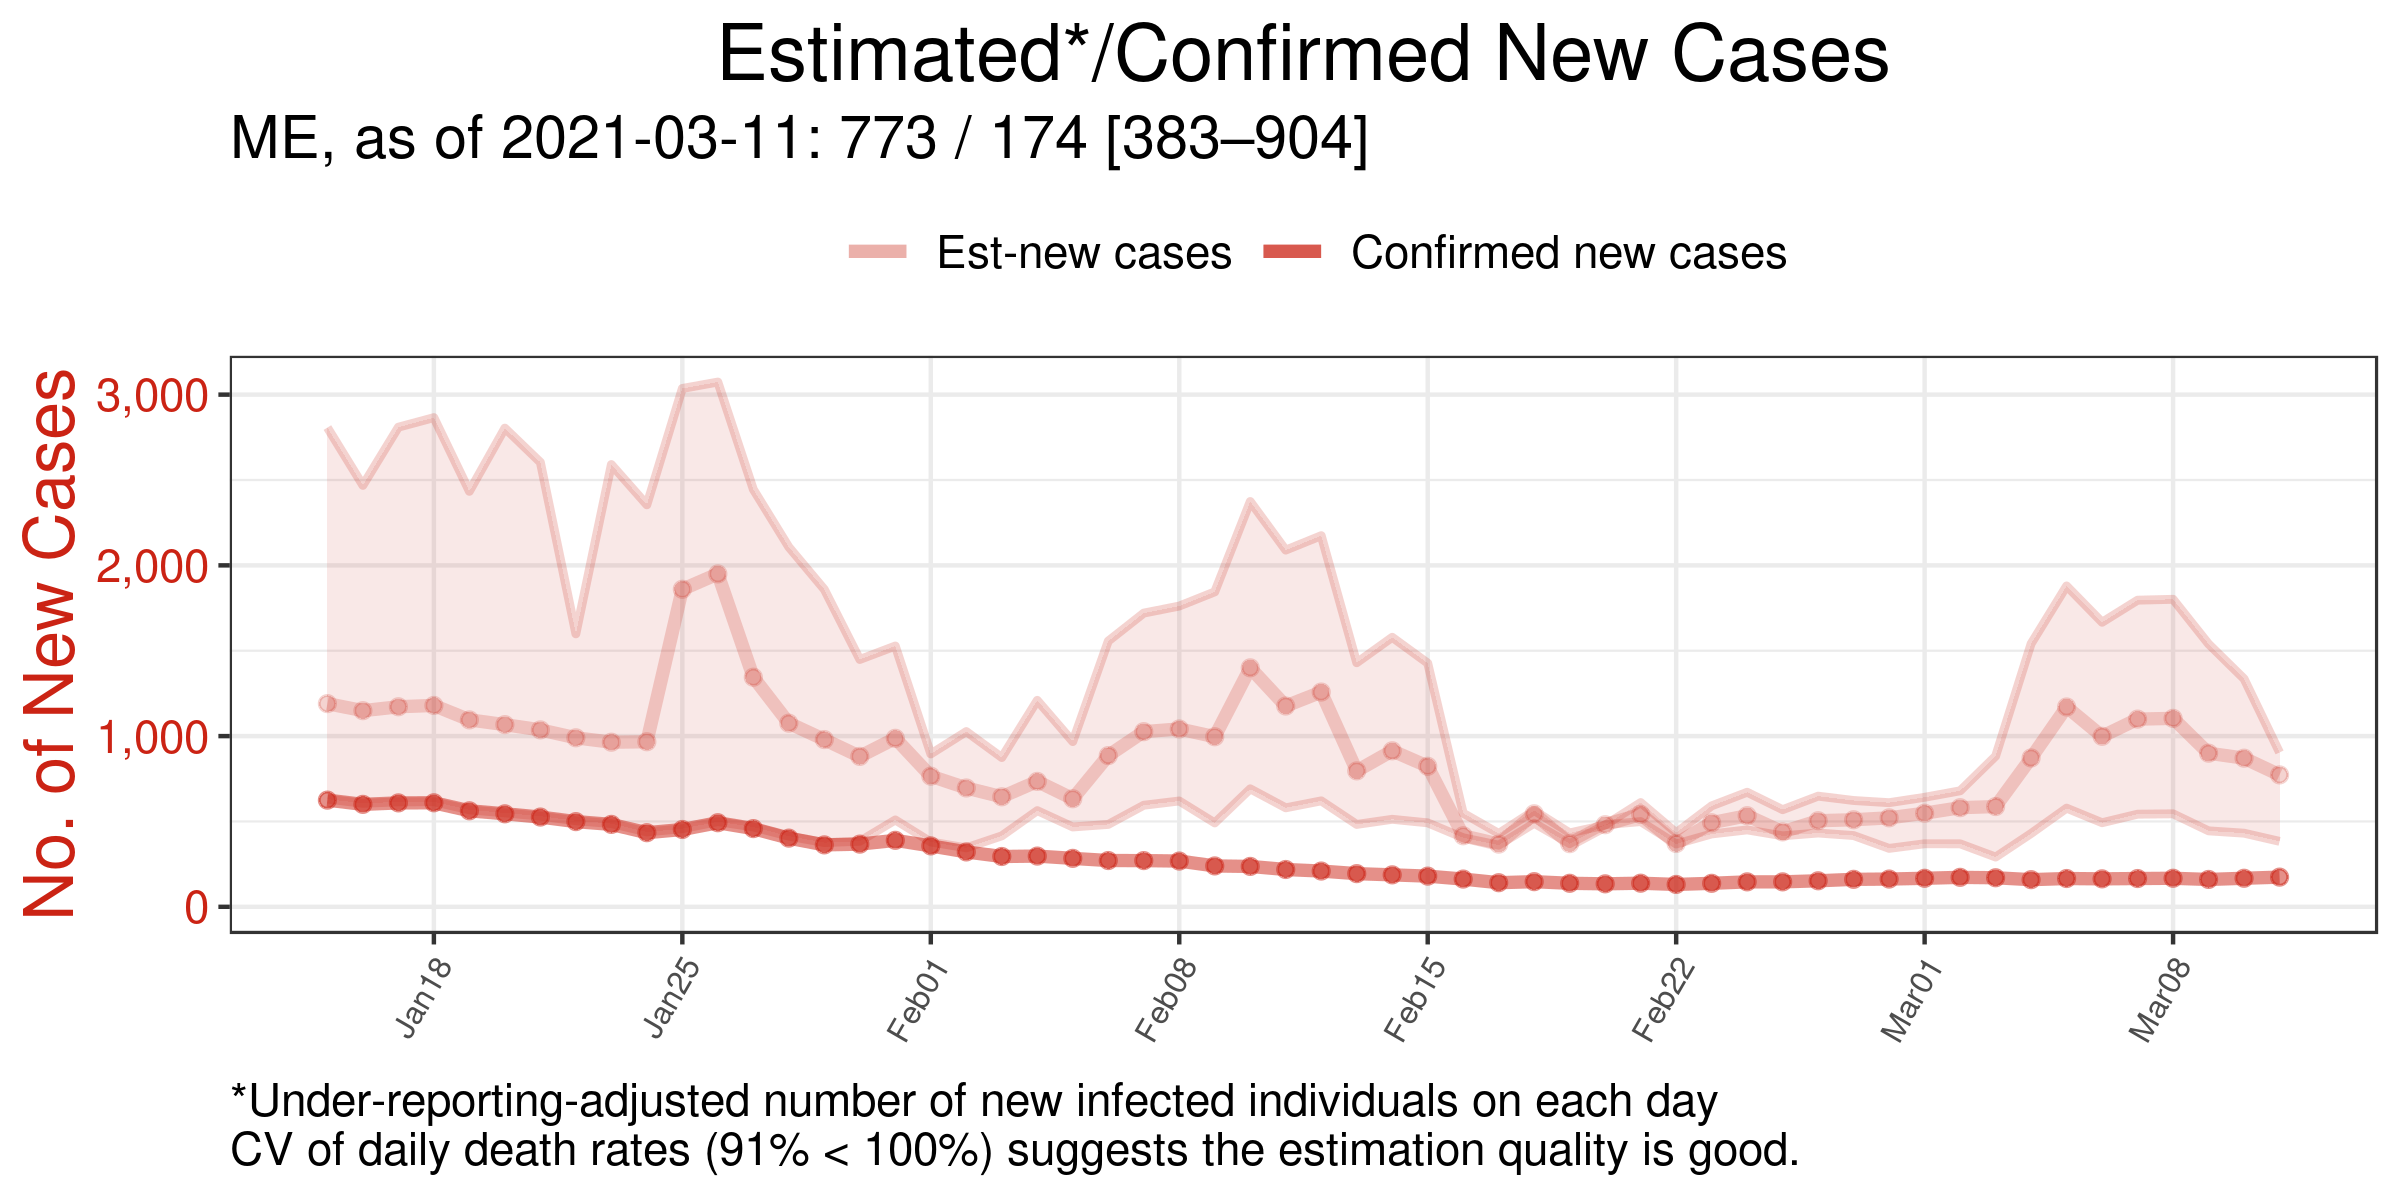 Estimated*/Confirmed New Cases
ME, as of 2021-03-11: 773 / 174 [383–904]
Est-new cases Confirmed new cases
No. of New Cases
3,000
2,000
1,000
0
Jan18 Jan25 Feb01 Feb08 Feb15 Feb22 Mar01 Mar08
*Under-reporting-adjusted number of new infected individuals on each day
CV of daily death rates (91% < 100%) suggests the estimation quality is good.